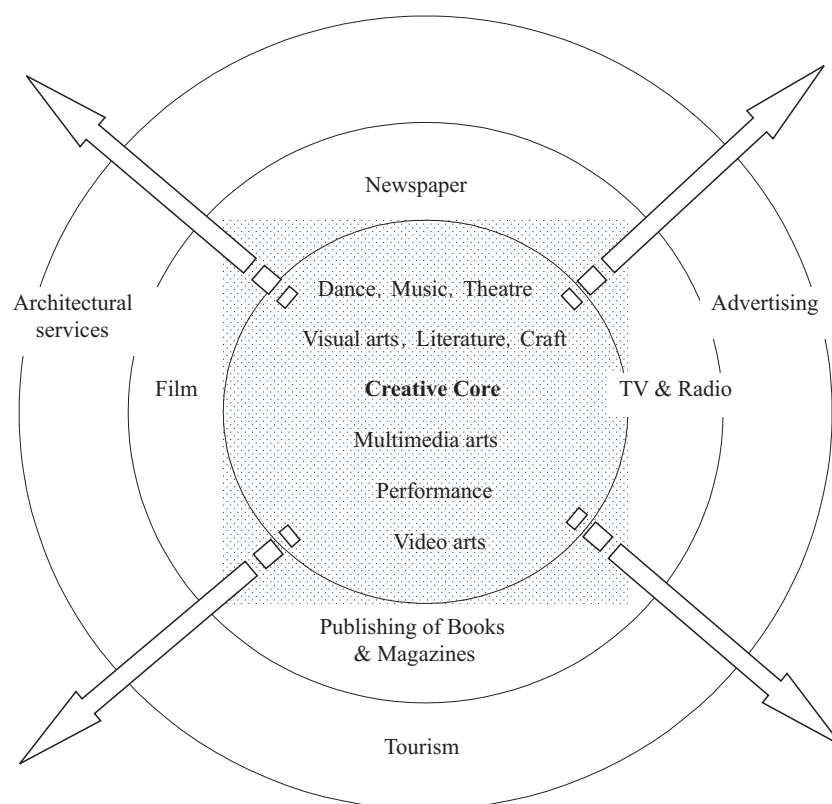 Newspaper
Dance, Music, Theatre
Architectural
services
Advertising
Visual arts, Literature, Craft
Film
Creative Core
TV & Radio
Multimedia arts
Performance
Video arts
Publishing of Books
& Magazines
Tourism